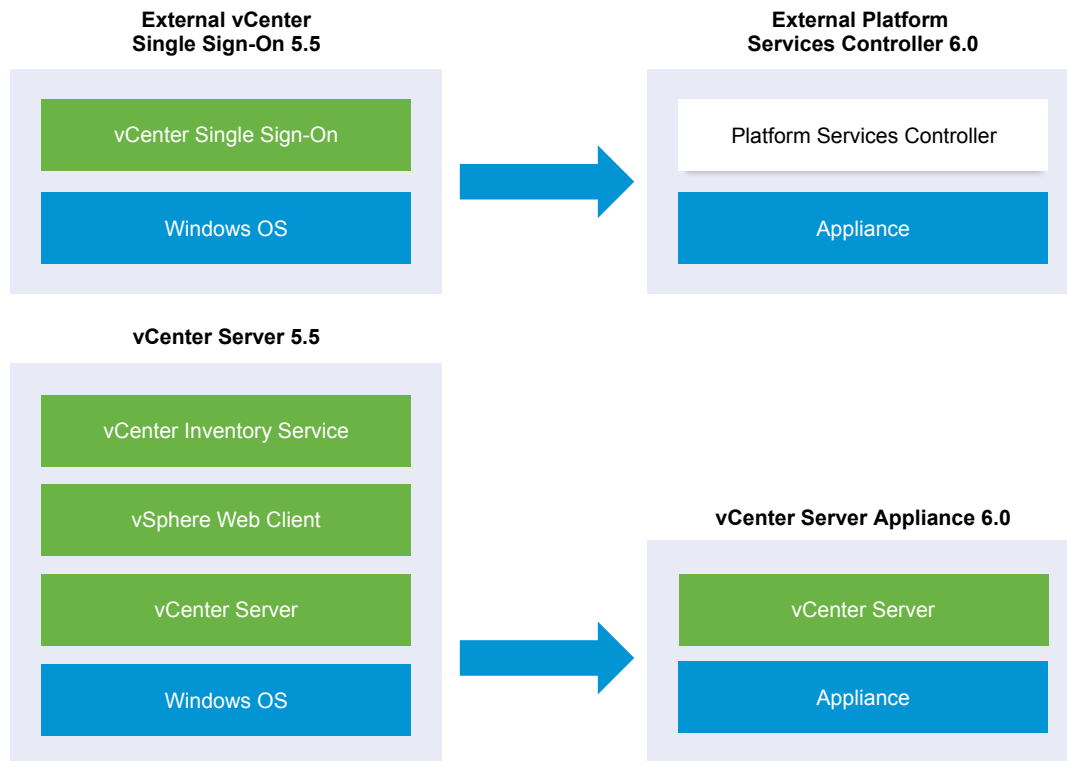 External vCenter
Single Sign-On 5.5
vCenter Single Sign-On
Windows OS
External Platform
Services Controller 6.0
Platform Services Controller
Appliance
vCenter Server 5.5
vCenter Inventory Service
vSphere Web Client
vCenter Server
Windows OS
vCenter Server Appliance 6.0
vCenter Server
Appliance